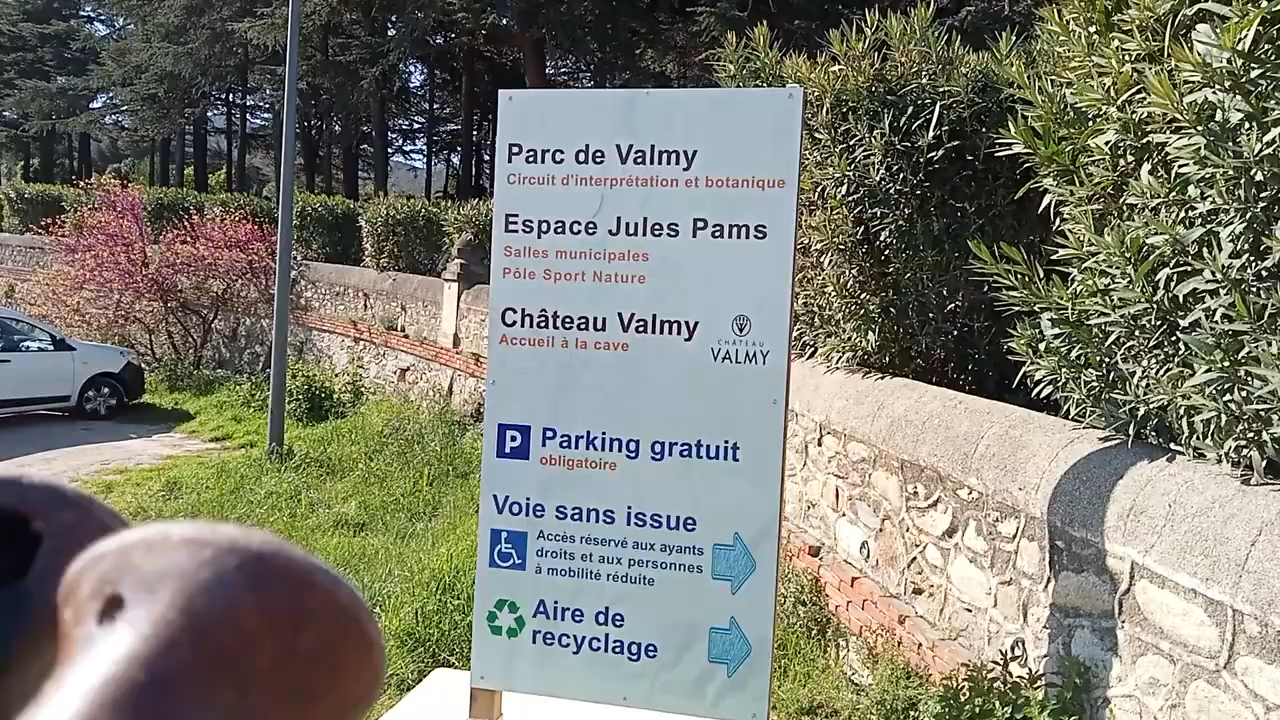 Parc de Valmy
Circuit d'interprétation et botanique
Espace Jules Pams
Salles municipales
Pôle Sport Nature
Château Valmy
Accueil à la cave
CHÂTEAU
VALMY
P Parking gratuit
obligatoire
Voie sans issue
Accès réservé aux ayants
droits et aux personnes
à mobilité réduite
Aire de
recyclage